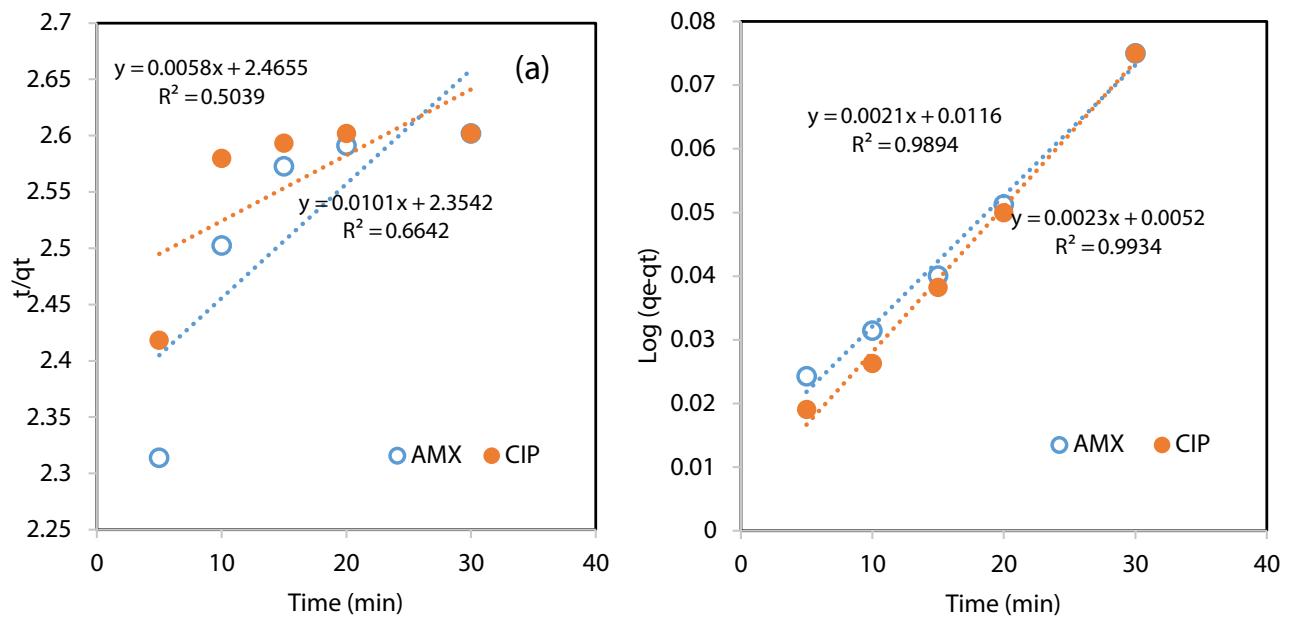 2.7
2.65
2.6
2.55
2.5
2.45
2.4
2.35
2.3
2.25
t/qt
y = 0.0058x + 2.4655
R² = 0.5039
(a)
y = 0.0101x + 2.3542
R² = 0.6642
AMX CIP
0 10 20 30 40
Time (min)
0.08
0.07
0.06
0.05
0.04
0.03
0.02
0.01
0
Log (qe-qt)
y = 0.0021x + 0.0116
R² = 0.9894
y = 0.0023x + 0.0052
R² = 0.9934
AMX CIP
0 10 20 30 40
Time (min)